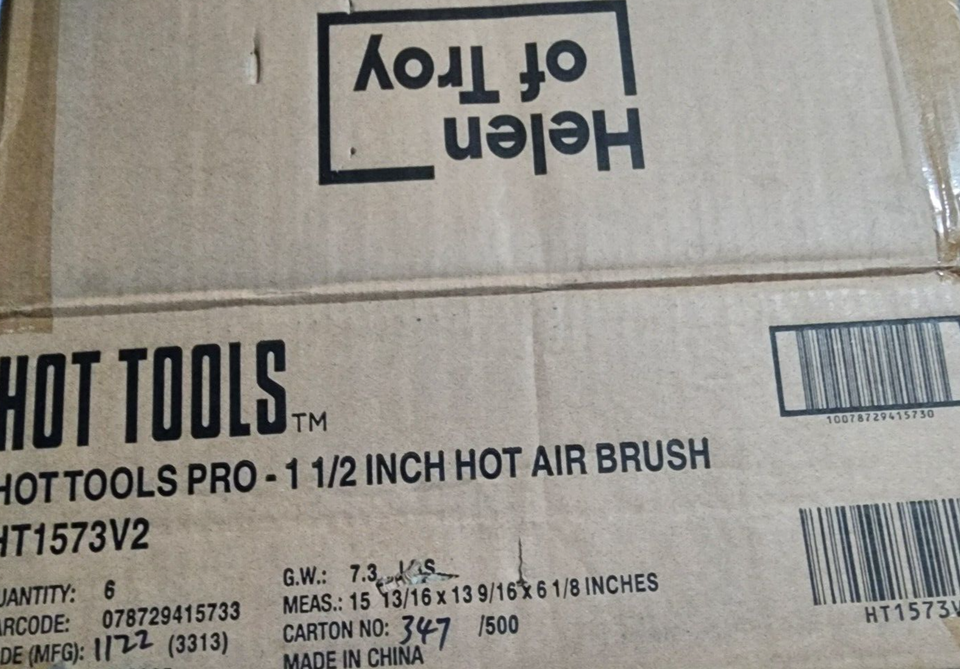 Helen
of Troy
HOT TOOLS™
HOT TOOLS PRO - 1 1/2 INCH HOT AIR BRUSH
HT1573V2
10078729415730
UANTITY: 6
ARCODE: 078729415733
DE (MFG): 1122 (3313)
G.W.: 7.3
MEAS.: 15 13/16 x 13 9/16 x 6 1/8 INCHES
CARTON NO: 347 /500
MADE IN CHINA
HT1573V